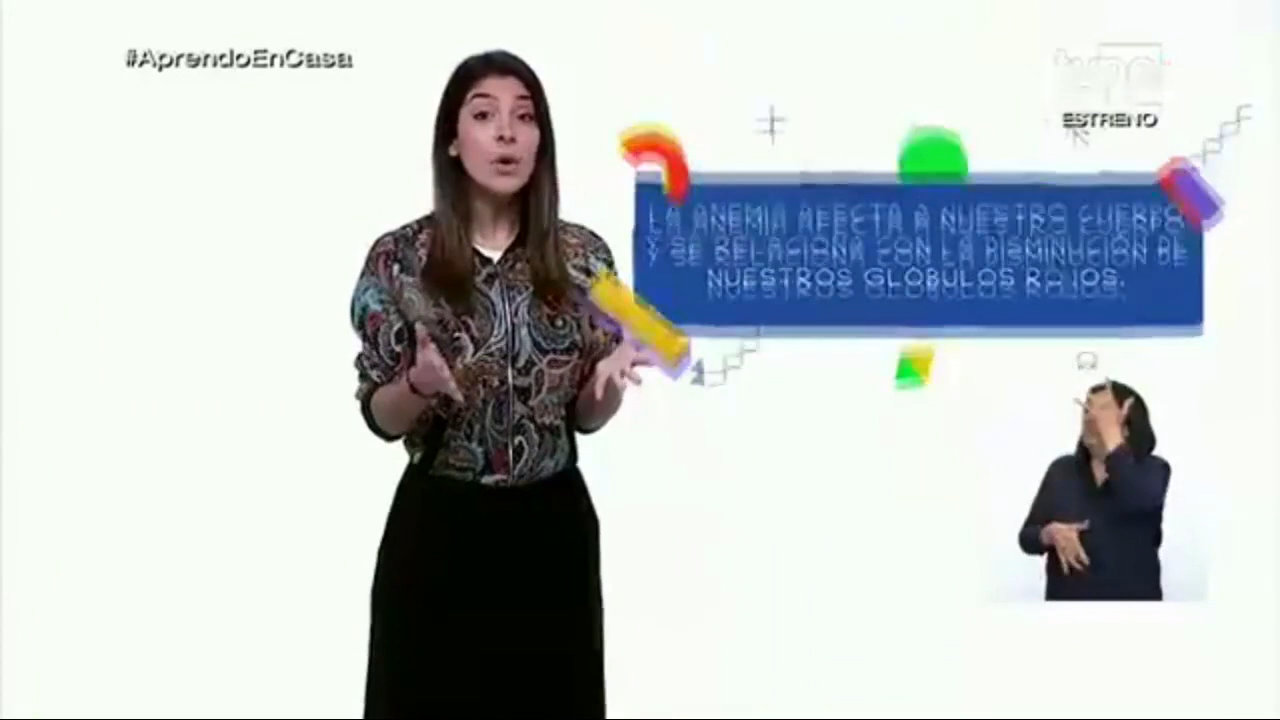 #AprendoEnCasa
ESTRENO
LA ANEMIA AFECTA A NUESTRO CUERPO
Y SE RELACIONA CON LA DISMINUCIÓN DE
NUESTROS GLÓBULOS ROJOS.